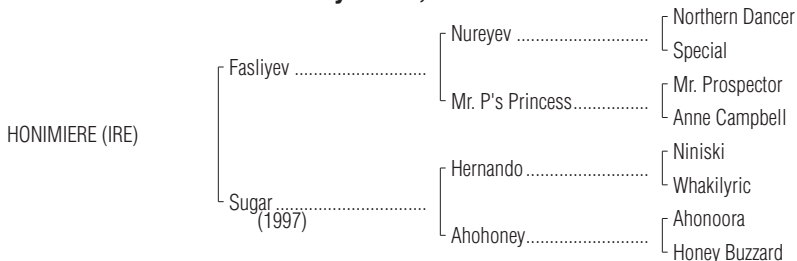 Northern Dancer
Nureyev ..............................
Special
Fasliyev ..............................
Mr. Prospector
Mr. P's Princess.................
Anne Campbell
HONIMIERE (IRE)
Niniski
Hernando ...........................
Whakilyric
Sugar ..................................
(1997)
Ahonoora
Ahohoney...........................
Honey Buzzard